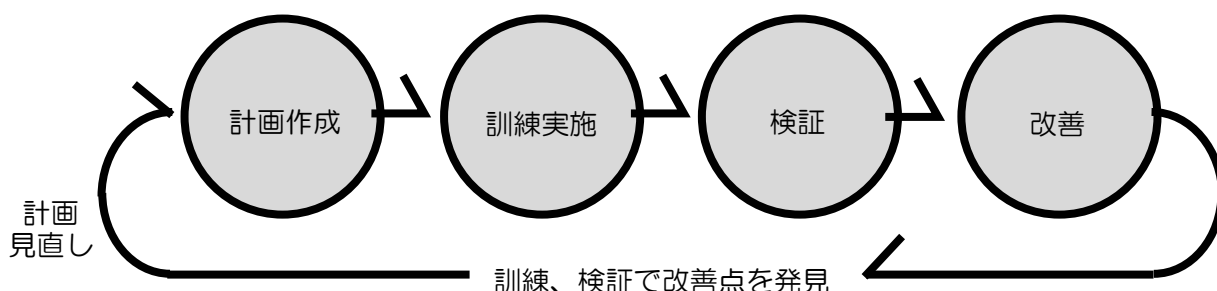 計画作成
訓練実施
検証
改善
計画
見直し
訓練、検証で改善点を発見